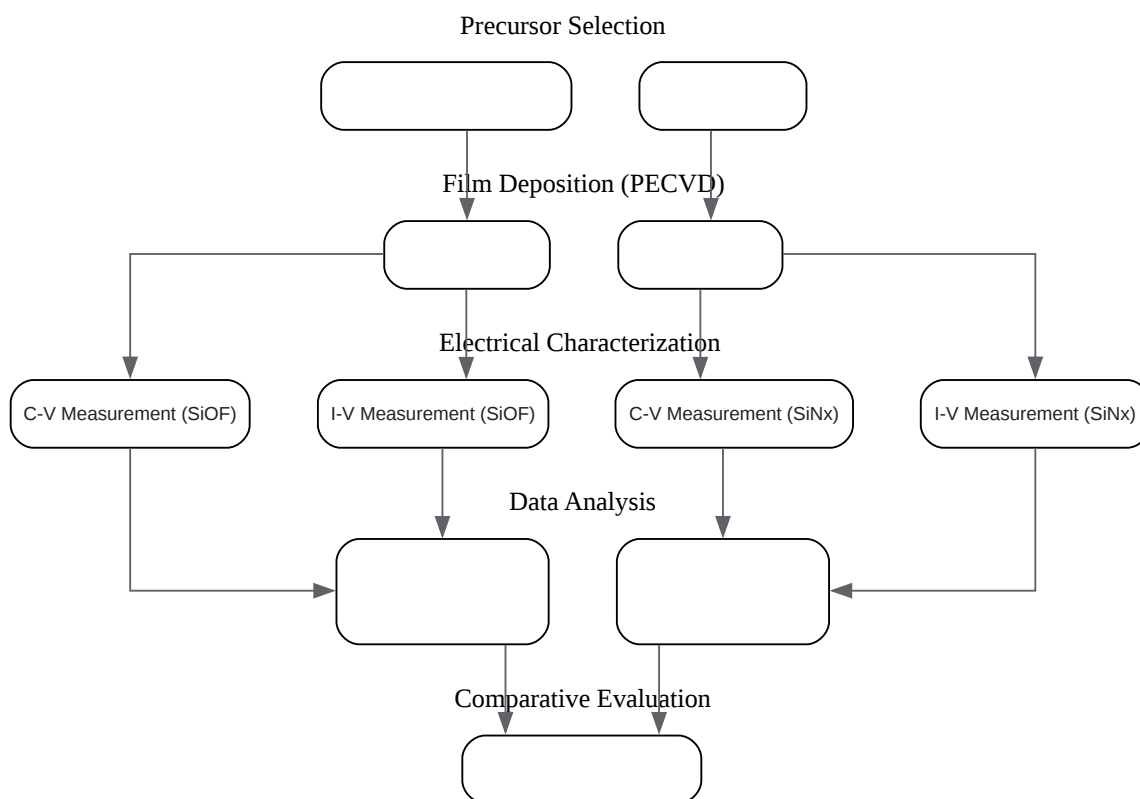 Precursor Selection
Film Deposition (PECVD)
Electrical Characterization
C-V Measurement (SiOF)
I-V Measurement (SiOF)
C-V Measurement (SiNx)
I-V Measurement (SiNx)
Data Analysis
Comparative Evaluation